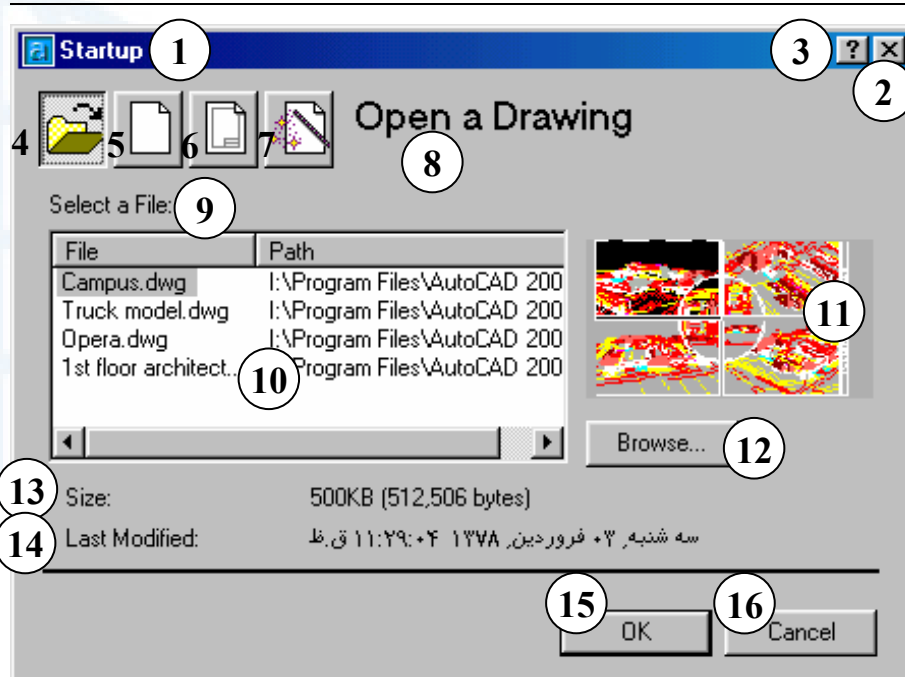 Startup 1 3 ? X 2
4 5 6 7 Open a Drawing
8
Select a File: 9
File Path
Campus.dwg I:\Program Files\AutoCAD 200
Truck model.dwg I:\Program Files\AutoCAD 200
Opera.dwg I:\Program Files\AutoCAD 200
1st floor architect... Program Files\AutoCAD 200
10 11
Browse... 12
13 Size: 500KB (512,506 bytes)
14 Last Modified: سه شنبه, ۰۳ فروردین, ۱۳۷۸ ۱۱:۲۹:۰۴ ق.ظ
15 16
OK Cancel